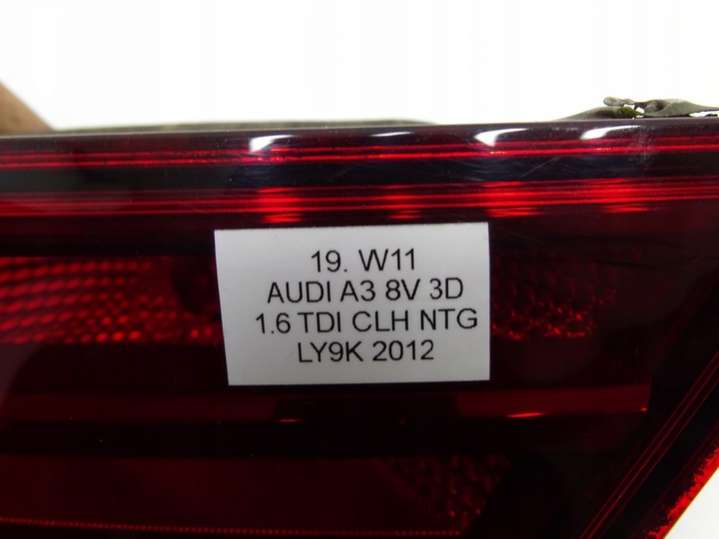 19. W11
AUDI A3 8V 3D
1.6 TDI CLH NTG
LY9K 2012